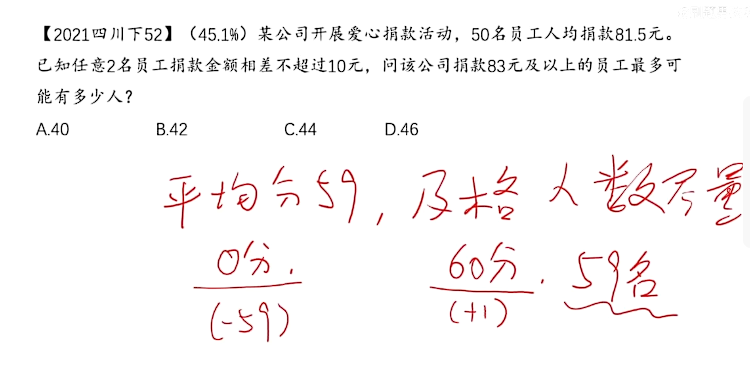 【2021四川下52】（45.1%）某公司开展爱心捐款活动，50名员工人均捐款81.5元。
已知任意2名员工捐款金额相差不超过10元，问该公司捐款83元及以上的员工最多可
能有多少人？
A.40 B.42 C.44 D.46
平均分59，及格人数尽量
0分. 60分. 59名
(-59) (+1)